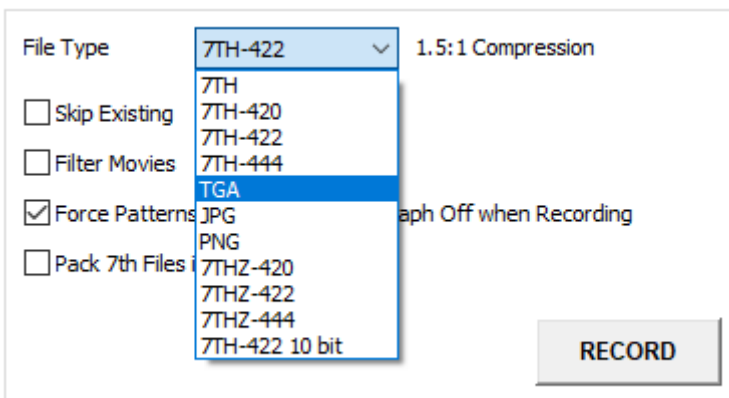 File Type 7TH-422 1.5:1 Compression
7TH
Skip Existing 7TH-420
7TH-422
Filter Movies 7TH-444
TGA
Force Patterns JPG aph Off when Recording
PNG
Pack 7th Files i 7THZ-420
7THZ-422
7THZ-444
7TH-422 10 bit
RECORD